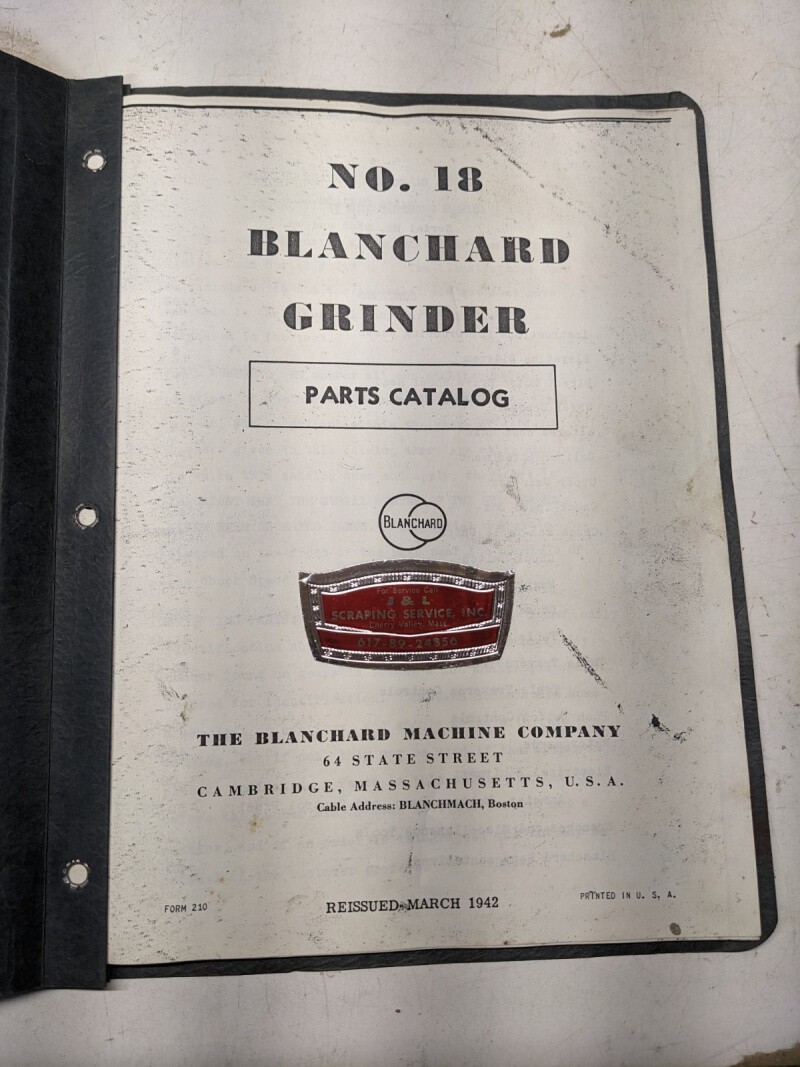 NO. 18
BLANCHARD
GRINDER
PARTS CATALOG
BLANCHARD
For Service Call
SCRAPING SERVICE, INC.
Cherry Valley, Mass.
THE BLANCHARD MACHINE COMPANY
64 STATE STREET
CAMBRIDGE, MASSACHUSETTS, U. S. A.
Cable Address: BLANCHMACH, Boston
FORM 210
REISSUED-MARCH 1942
PRINTED IN U. S. A.